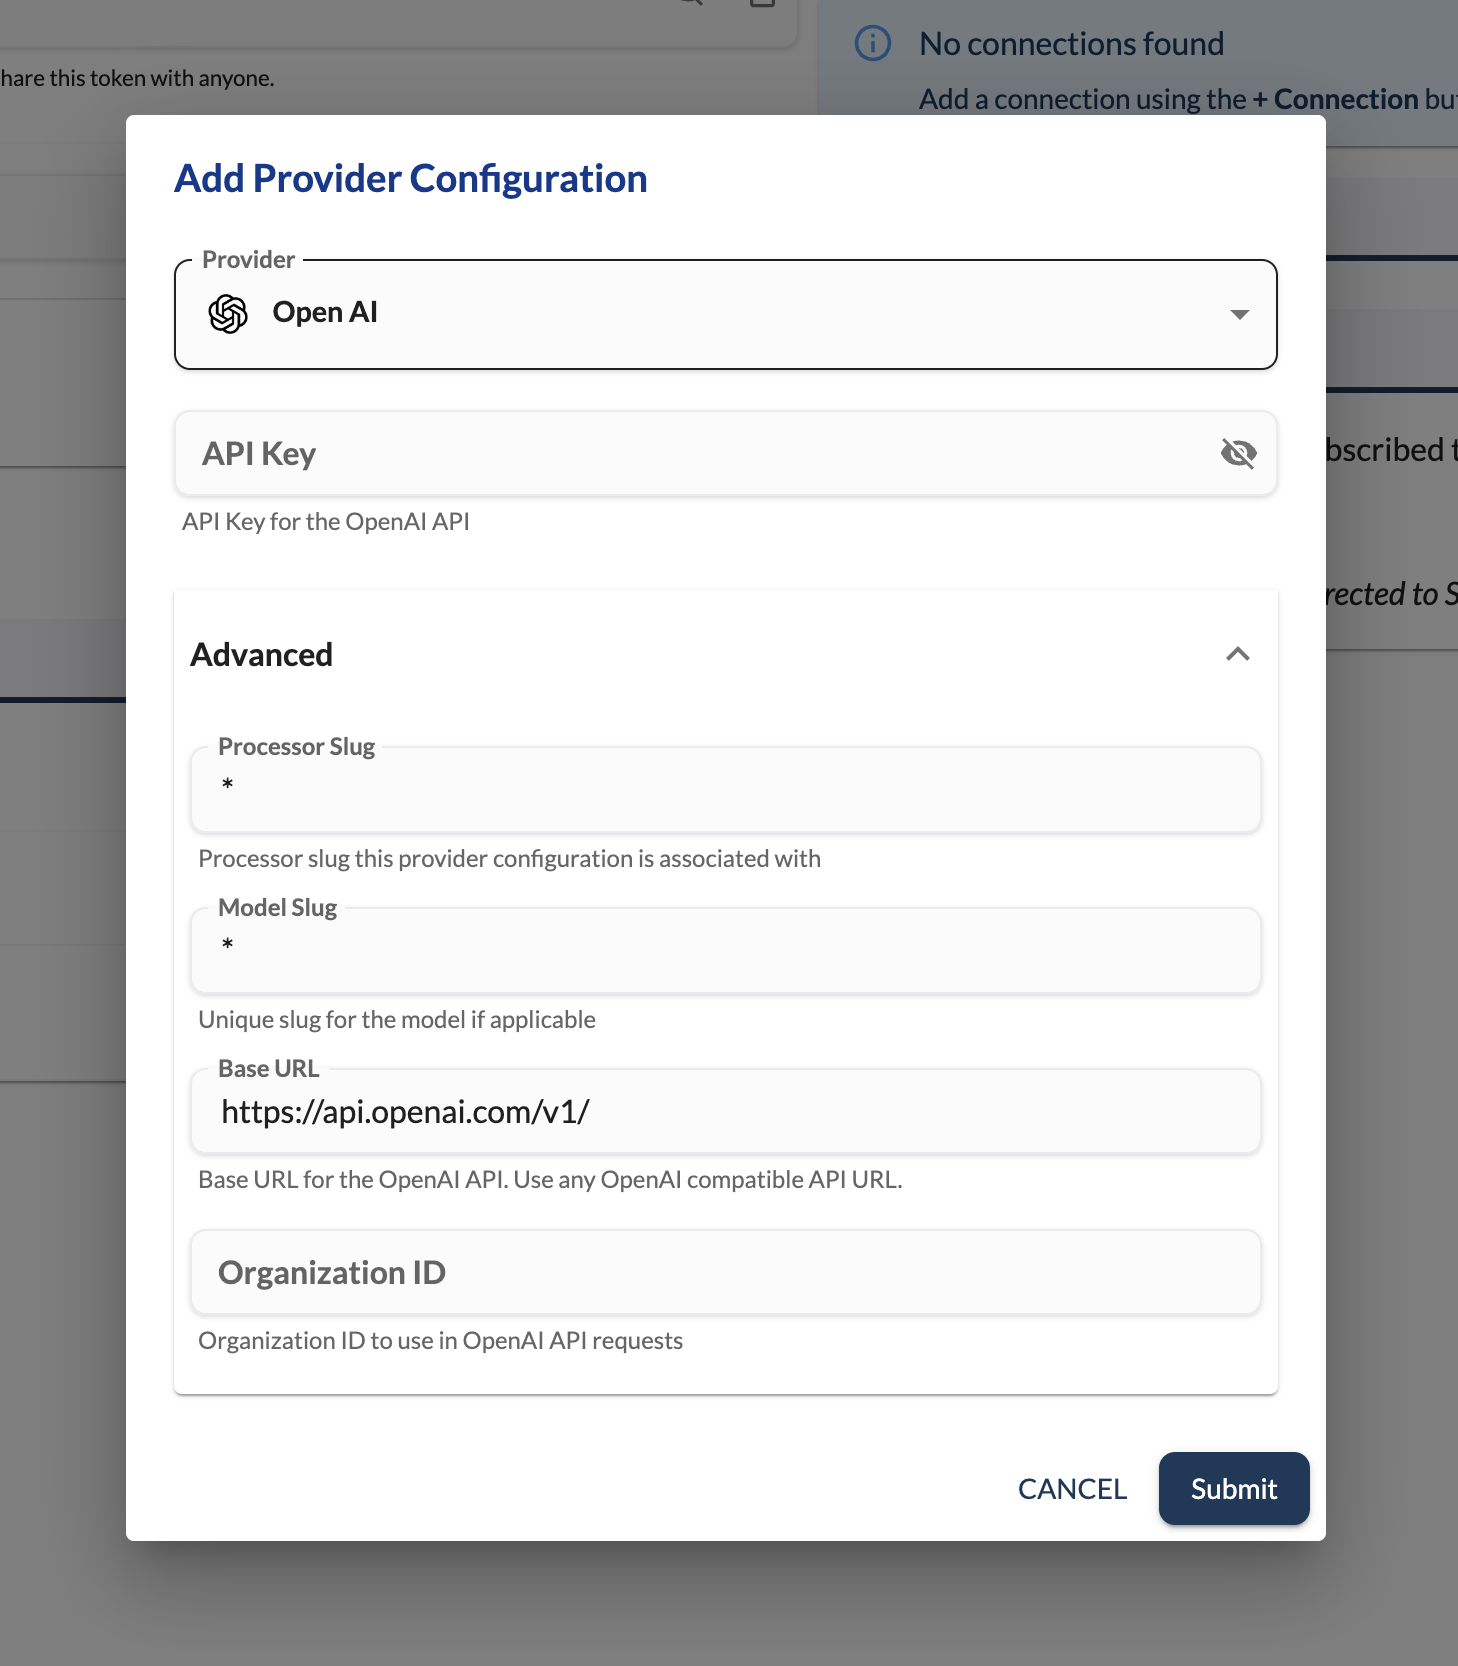 hare this token with anyone.
No connections found
Add a connection using the + Connection but
Add Provider Configuration
Provider
Open AI
API Key
API Key for the OpenAI API
bscribed t
rected to S
Advanced
Processor Slug
*
Processor slug this provider configuration is associated with
Model Slug
*
Unique slug for the model if applicable
Base URL
https://api.openai.com/v1/
Base URL for the OpenAI API. Use any OpenAI compatible API URL.
Organization ID
Organization ID to use in OpenAI API requests
CANCEL
Submit